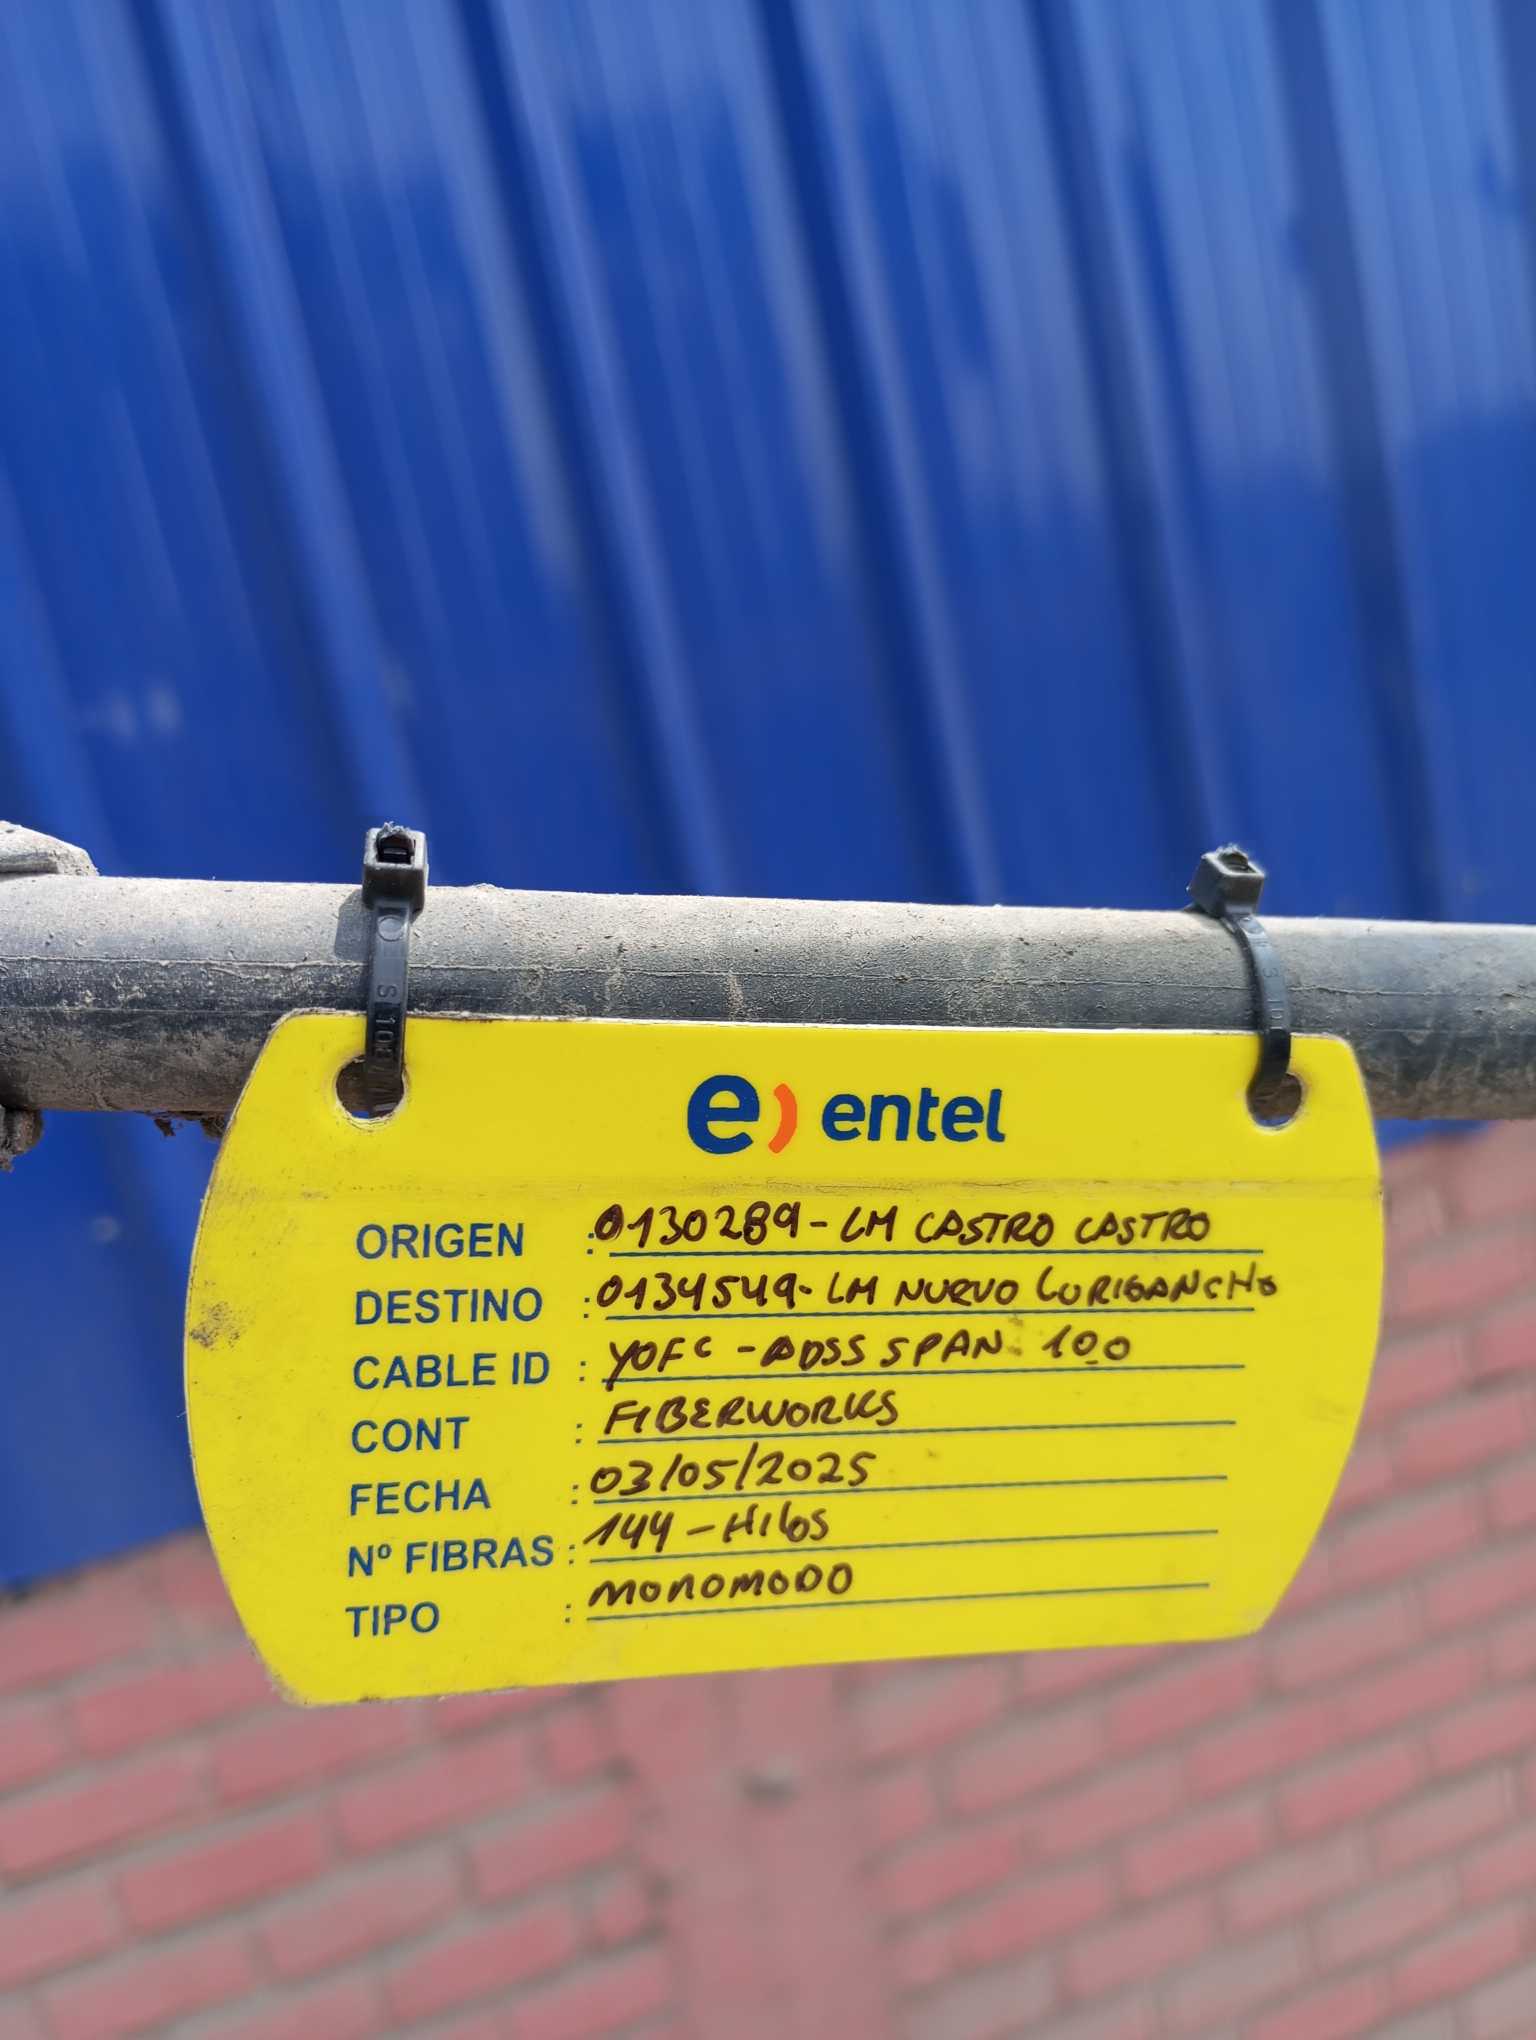 e) entel
ORIGEN : 0130289 - LM CASTRO CASTRO
DESTINO : 0134549 - LM NUEVO LURIGANCHO
CABLE ID : YOFC - ADSS SPAN 100
CONT : FIBERWORKS
FECHA : 03/05/2025
Nº FIBRAS : 144 - HILOS
TIPO : MONOMODO